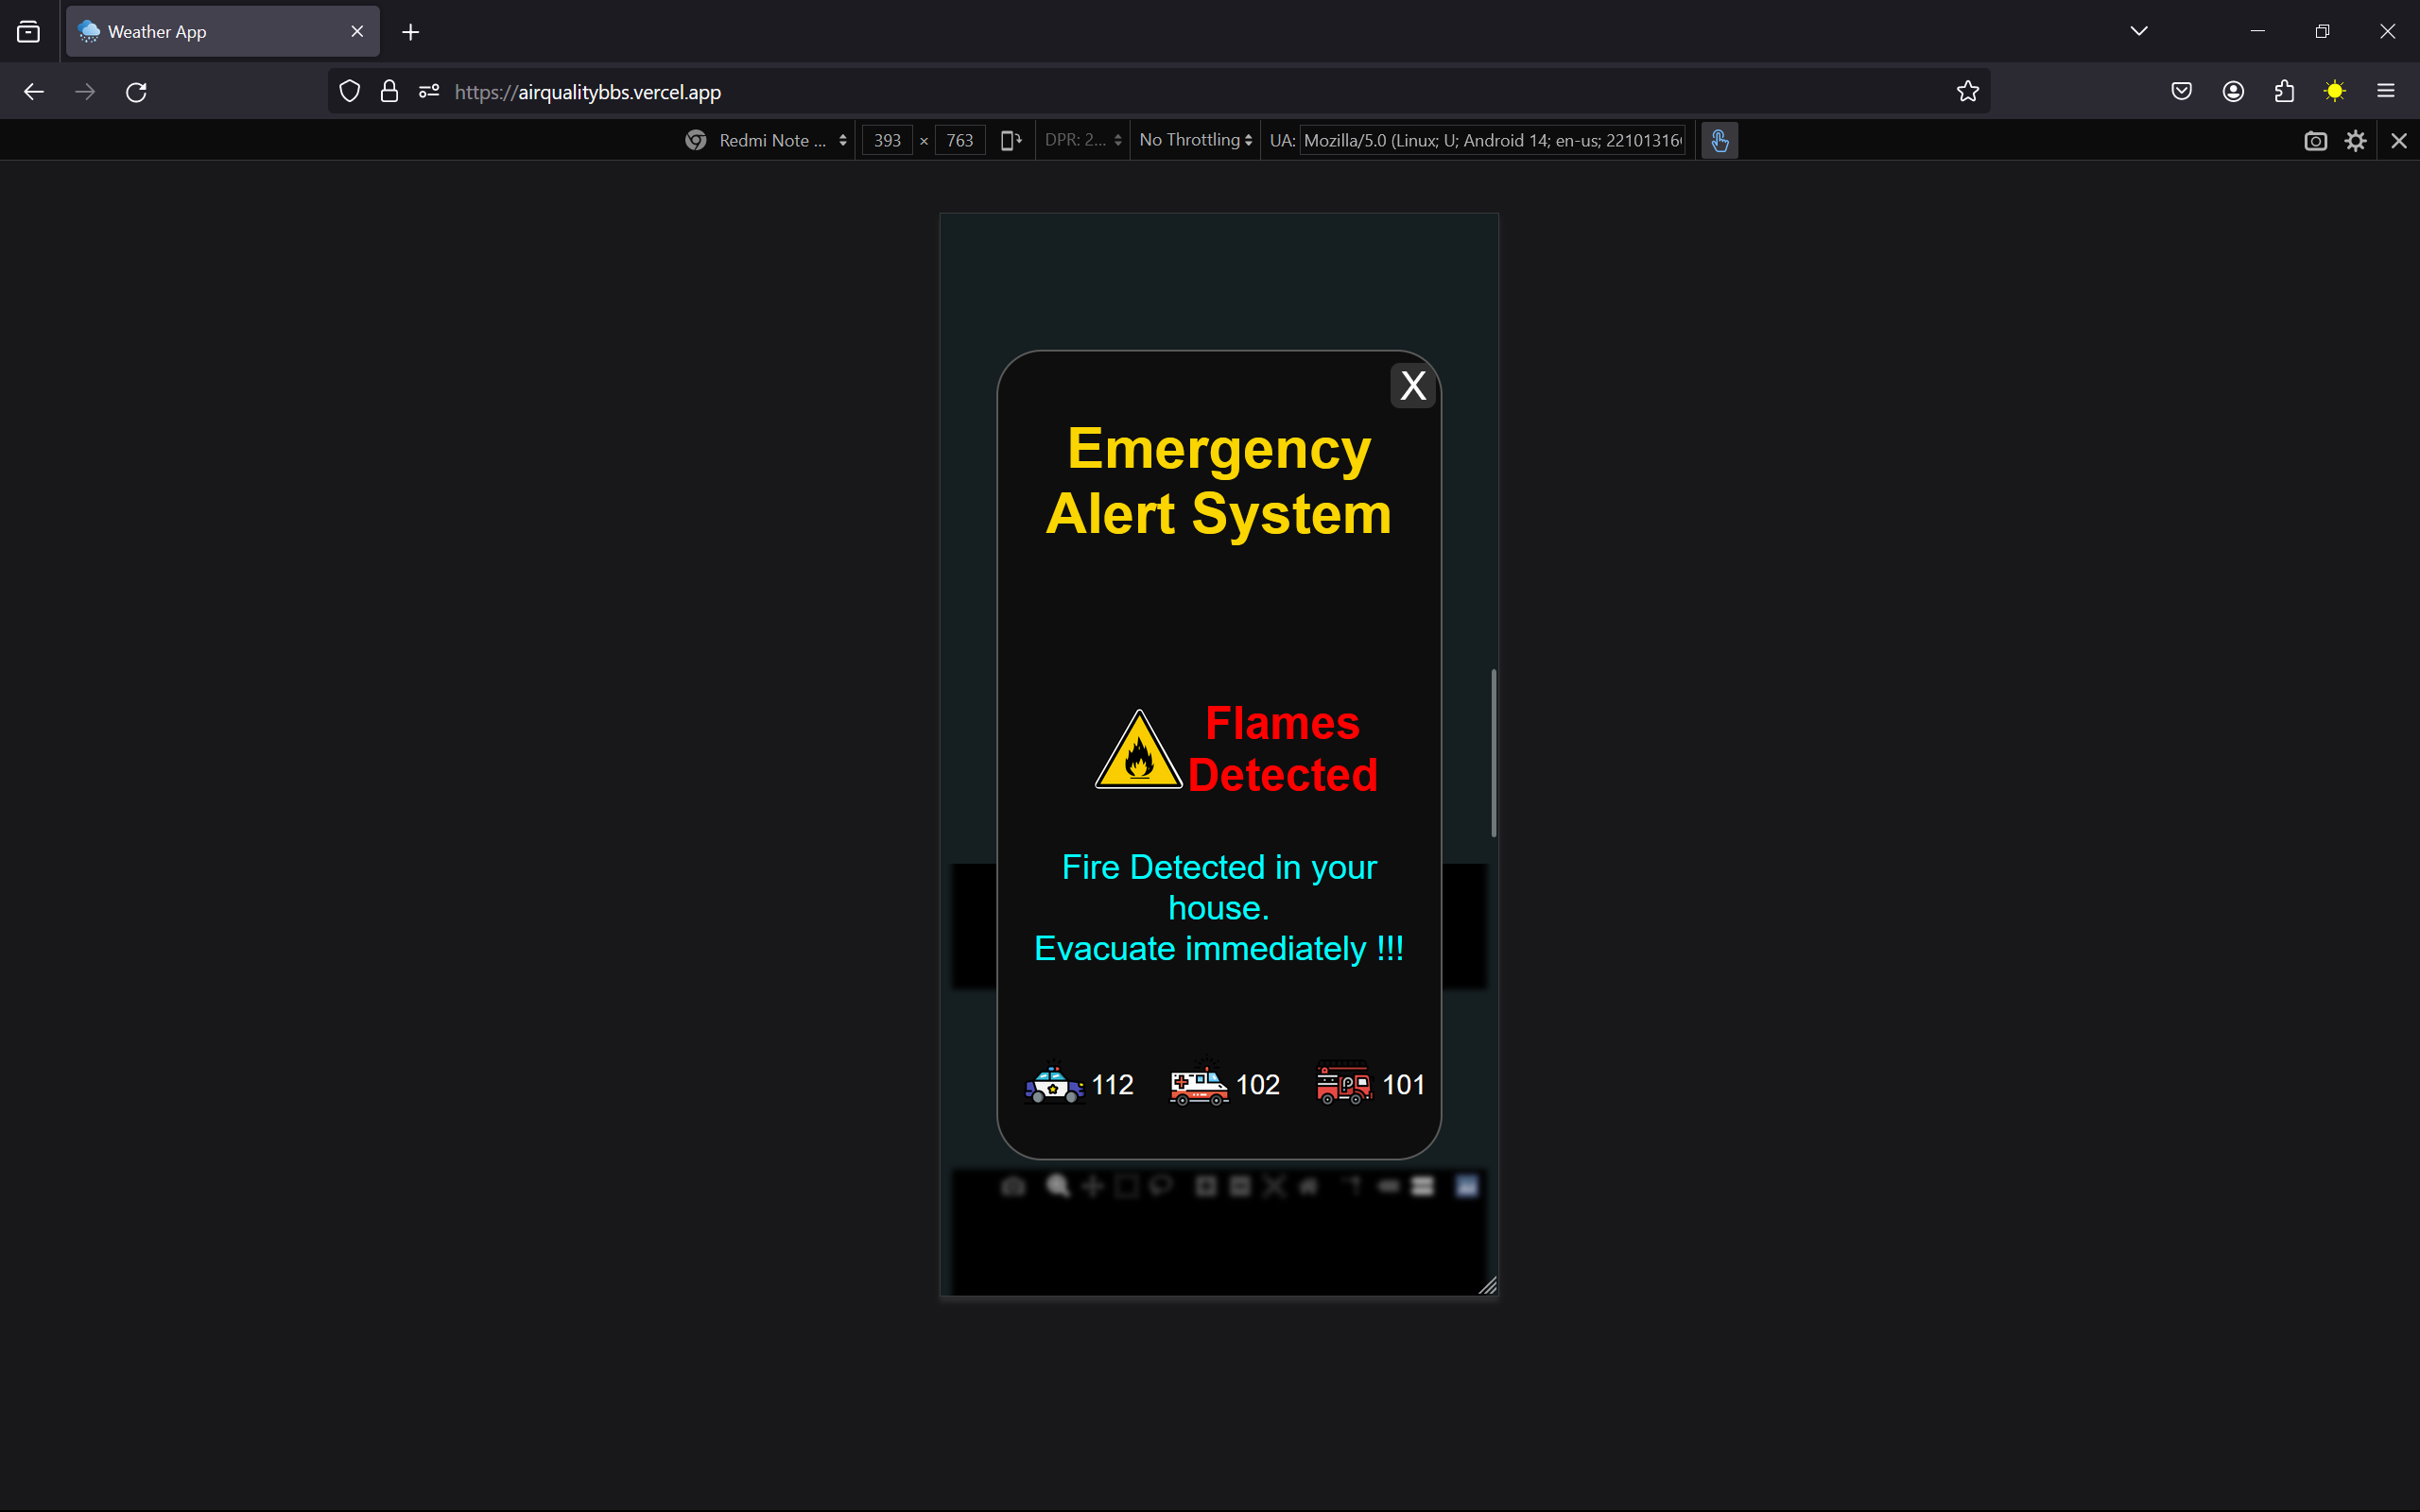 Weather App
https://airqualitybbs.vercel.app
Redmi Note ... 393 × 763 DPR: 2... No Throttling UA: Mozilla/5.0 (Linux; U; Android 14; en-us; 22101316
X
Emergency
Alert System
Flames
Detected
Fire Detected in your
house.
Evacuate immediately !!!
112 102 101